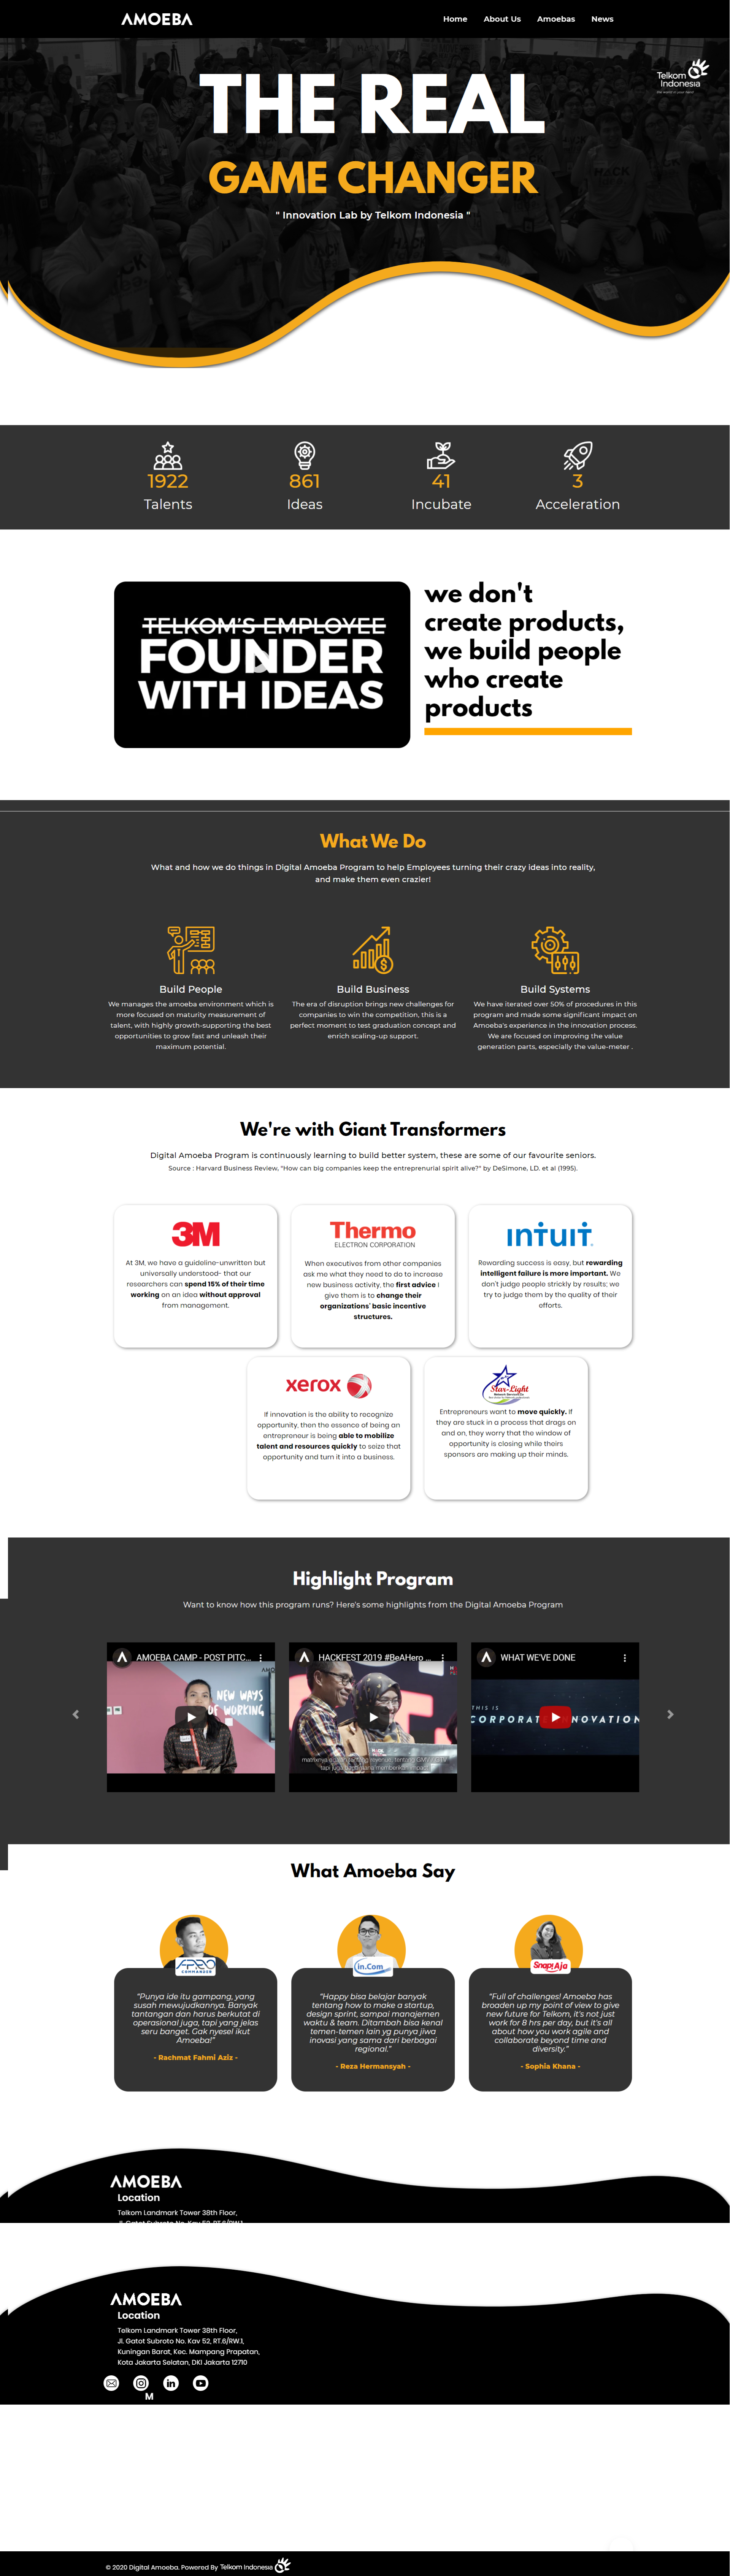 AMOEBA
Home About Us Amoebas News
Telkom
Indonesia
THE REAL
GAME CHANGER
" Innovation Lab by Telkom Indonesia "
1922 861 41 3
Talents Ideas Incubate Acceleration
TELKOM'S EMPLOYEE
FOUNDER
WITH IDEAS
we don't
create products,
we build people
who create
products
What We Do
What and how we do things in Digital Amoeba Program to help Employees turning their crazy ideas into reality,
and make them even crazier!
Build People
We manages the amoeba environment which is
more focused on maturity measurement of
talent, with highly growth-supporting the best
opportunities to grow fast and unleash their
maximum potential.
Build Business
The era of disruption brings new challenges for
companies to win the competition, this is a
perfect moment to test graduation concept and
enrich scaling-up support.
Build Systems
We have iterated over 50% of procedures in this
program and made some significant impact on
Amoeba's experience in the innovation process.
We are focused on improving the value
generation parts, especially the value-meter .
We're with Giant Transformers
Digital Amoeba Program is continuously learning to build better system, these are some of our favourite seniors.
Source : Harvard Business Review, "How can big companies keep the entreprenurial spirit alive?" by DeSimone, LD. et al (1995).
3M
At 3M, we have a guideline-unwritten but
universally understood- that our
researchers can spend 15% of their time
working on an idea without approval
from management.
Thermo
ELECTRON CORPORATION
When executives from other companies
ask me what they need to do to increase
new business activity, the first advice I
give them is to change their
organizations' basic incentive
structures.
intuit
Rewarding success is easy, but rewarding
intelligent failure is more important. We
don't judge people strictly by results; we
try to judge them by the quality of their
efforts.
xerox
If innovation is the ability to recognize
opportunity, then the essence of being an
entrepreneur is being able to mobilize
talent and resources quickly to seize that
opportunity and turn it into a business.
Star-Light
Entrepreneurs want to move quickly. If
they are stuck in a process that drags on
and on, they worry that the window of
opportunity is closing while theirs
sponsors are making up their minds.
Highlight Program
Want to know how this program runs? Here's some highlights from the Digital Amoeba Program
AMOEBA CAMP - POST PITC...
NEW WAYS
OF WORKING
HACKFEST 2019 #BeAHero ...
WHAT WE'VE DONE
THIS IS
What Amoeba Say
COMMANDER
"Punya ide itu gampang, yang
susah mewujudkannya. Banyak
tantangan dan harus berkutat di
operasional juga, tapi yang jelas
seru banget. Gak nyesel ikut
Amoeba!"
- Rachmat Fahmi Aziz -
in.Com
"Happy bisa belajar banyak
tentang how to make a startup,
design sprint, sampai manajemen
waktu & team. Ditambah bisa kenal
temen-temen lain yg punya jiwa
inovasi yang sama dari berbagai
regional."
- Reza Hermansyah -
Snap!Aja
"Full of challenges! Amoeba has
broaden up my point of view to give
new future for Telkom, it's not just
work for 8 hrs per day, but it's all
about how you work agile and
collaborate beyond time and
diversity."
- Sophia Khana -
AMOEBA
Location
Telkom Landmark Tower 38th Floor,
AMOEBA
Location
Telkom Landmark Tower 38th Floor,
Jl. Gatot Subroto No. Kav 52, RT.6/RW.1,
Kuningan Barat, Kec. Mampang Prapatan,
Kota Jakarta Selatan, DKI Jakarta 12710
in
M
© 2020 Digital Amoeba. Powered By Telkom Indonesia